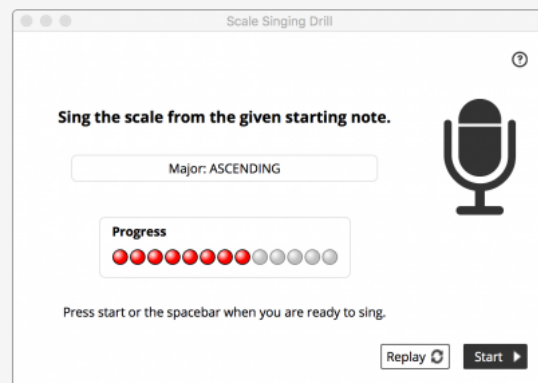 Scale Singing Drill
?
Sing the scale from the given starting note.
Major: ASCENDING
Progress
Press start or the spacebar when you are ready to sing.
Replay
Start